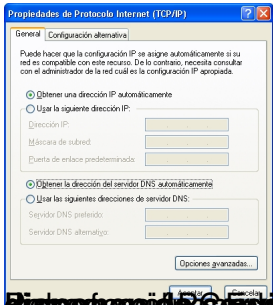 Propiedades de Protocolo Internet (TCP/IP)
General Configuración alternativa
Puede hacer que la configuración IP se asigne automáticamente si su
red es compatible con este recurso. De lo contrario, necesita consultar
con el administrador de la red cuál es la configuración IP apropiada.
Obtener una dirección IP automáticamente
Usar la siguiente dirección IP:
Dirección IP:
Máscara de subred:
Puerta de enlace predeterminada:
Obtener la dirección del servidor DNS automáticamente
Usar las siguientes direcciones de servidor DNS:
Servidor DNS preferido:
Servidor DNS alternativo:
Opciones avanzadas...
Aceptar Cancelar